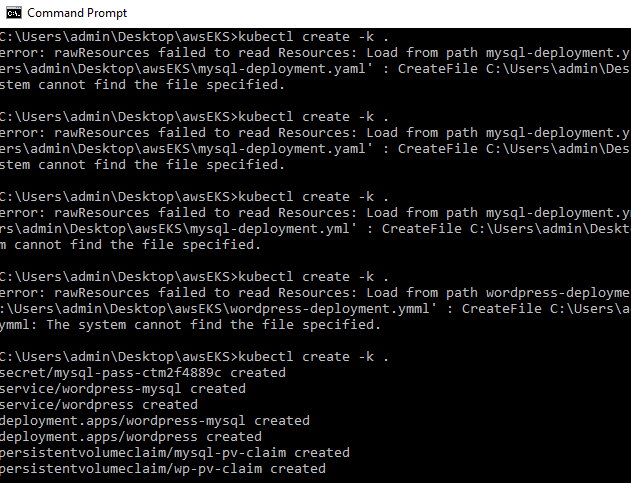 Command Prompt
C:\Users\admin\Desktop\awsEKS>kubectl create -k .
error: rawResources failed to read Resources: Load from path mysql-deployment.y
ers\admin\Desktop\awsEKS\mysql-deployment.yaml' : CreateFile C:\Users\admin\Des
stem cannot find the file specified.
C:\Users\admin\Desktop\awsEKS>kubectl create -k .
error: rawResources failed to read Resources: Load from path mysql-deployment.y
ers\admin\Desktop\awsEKS\mysql-deployment.yaml' : CreateFile C:\Users\admin\Des
stem cannot find the file specified.
C:\Users\admin\Desktop\awsEKS>kubectl create -k .
error: rawResources failed to read Resources: Load from path mysql-deployment.ym
rs\admin\Desktop\awsEKS\mysql-deployment.yml' : CreateFile C:\Users\admin\Deskt
m cannot find the file specified.
C:\Users\admin\Desktop\awsEKS>kubectl create -k .
error: rawResources failed to read Resources: Load from path wordpress-deployme
:\Users\admin\Desktop\awsEKS\wordpress-deployment.ymml' : CreateFile C:\Users\a
ymml: The system cannot find the file specified.
C:\Users\admin\Desktop\awsEKS>kubectl create -k .
secret/mysql-pass-ctm2f4889c created
service/wordpress-mysql created
service/wordpress created
deployment.apps/wordpress-mysql created
deployment.apps/wordpress created
persistentvolumeclaim/mysql-pv-claim created
persistentvolumeclaim/wp-pv-claim created